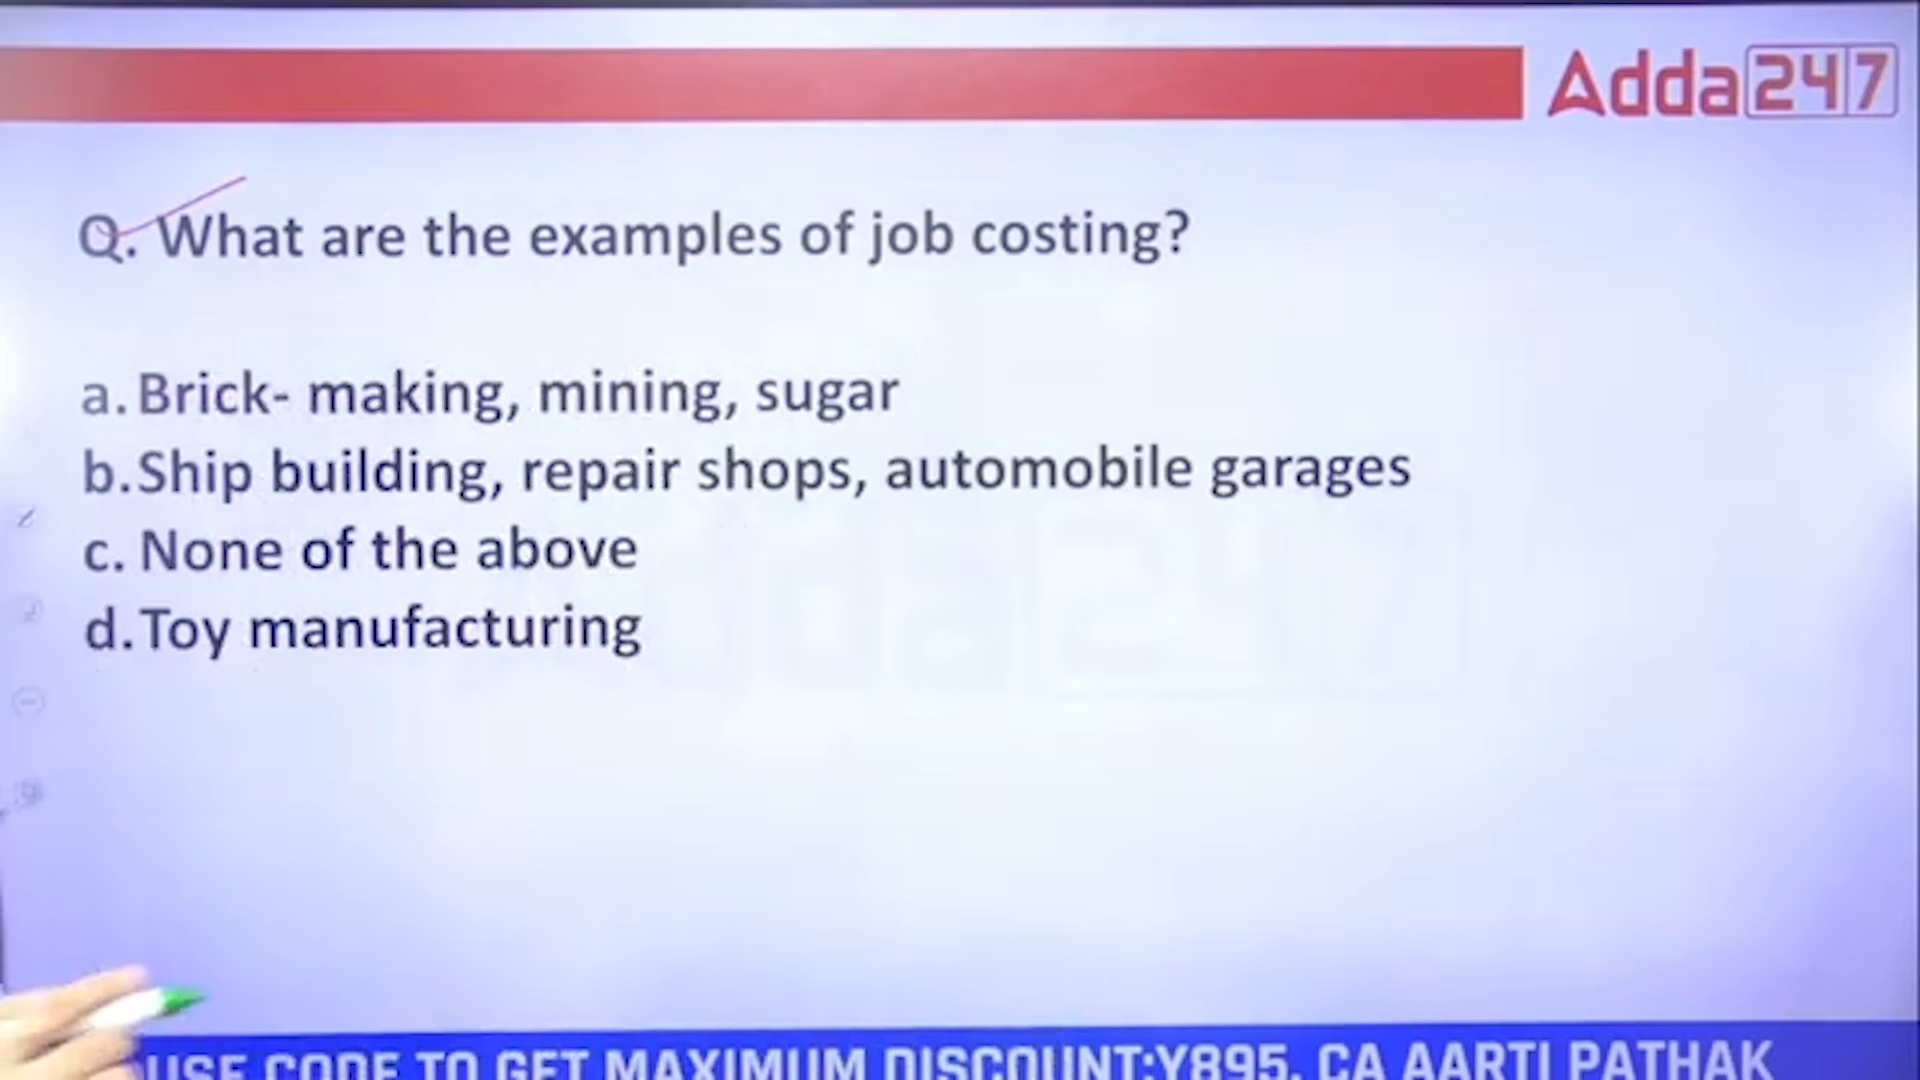 Adda247
Q. What are the examples of job costing?
a. Brick- making, mining, sugar
b. Ship building, repair shops, automobile garages
c. None of the above
d. Toy manufacturing
USE CODE TO GET MAXIMUM DISCOUNT:Y895, CA AARTI PATHAK